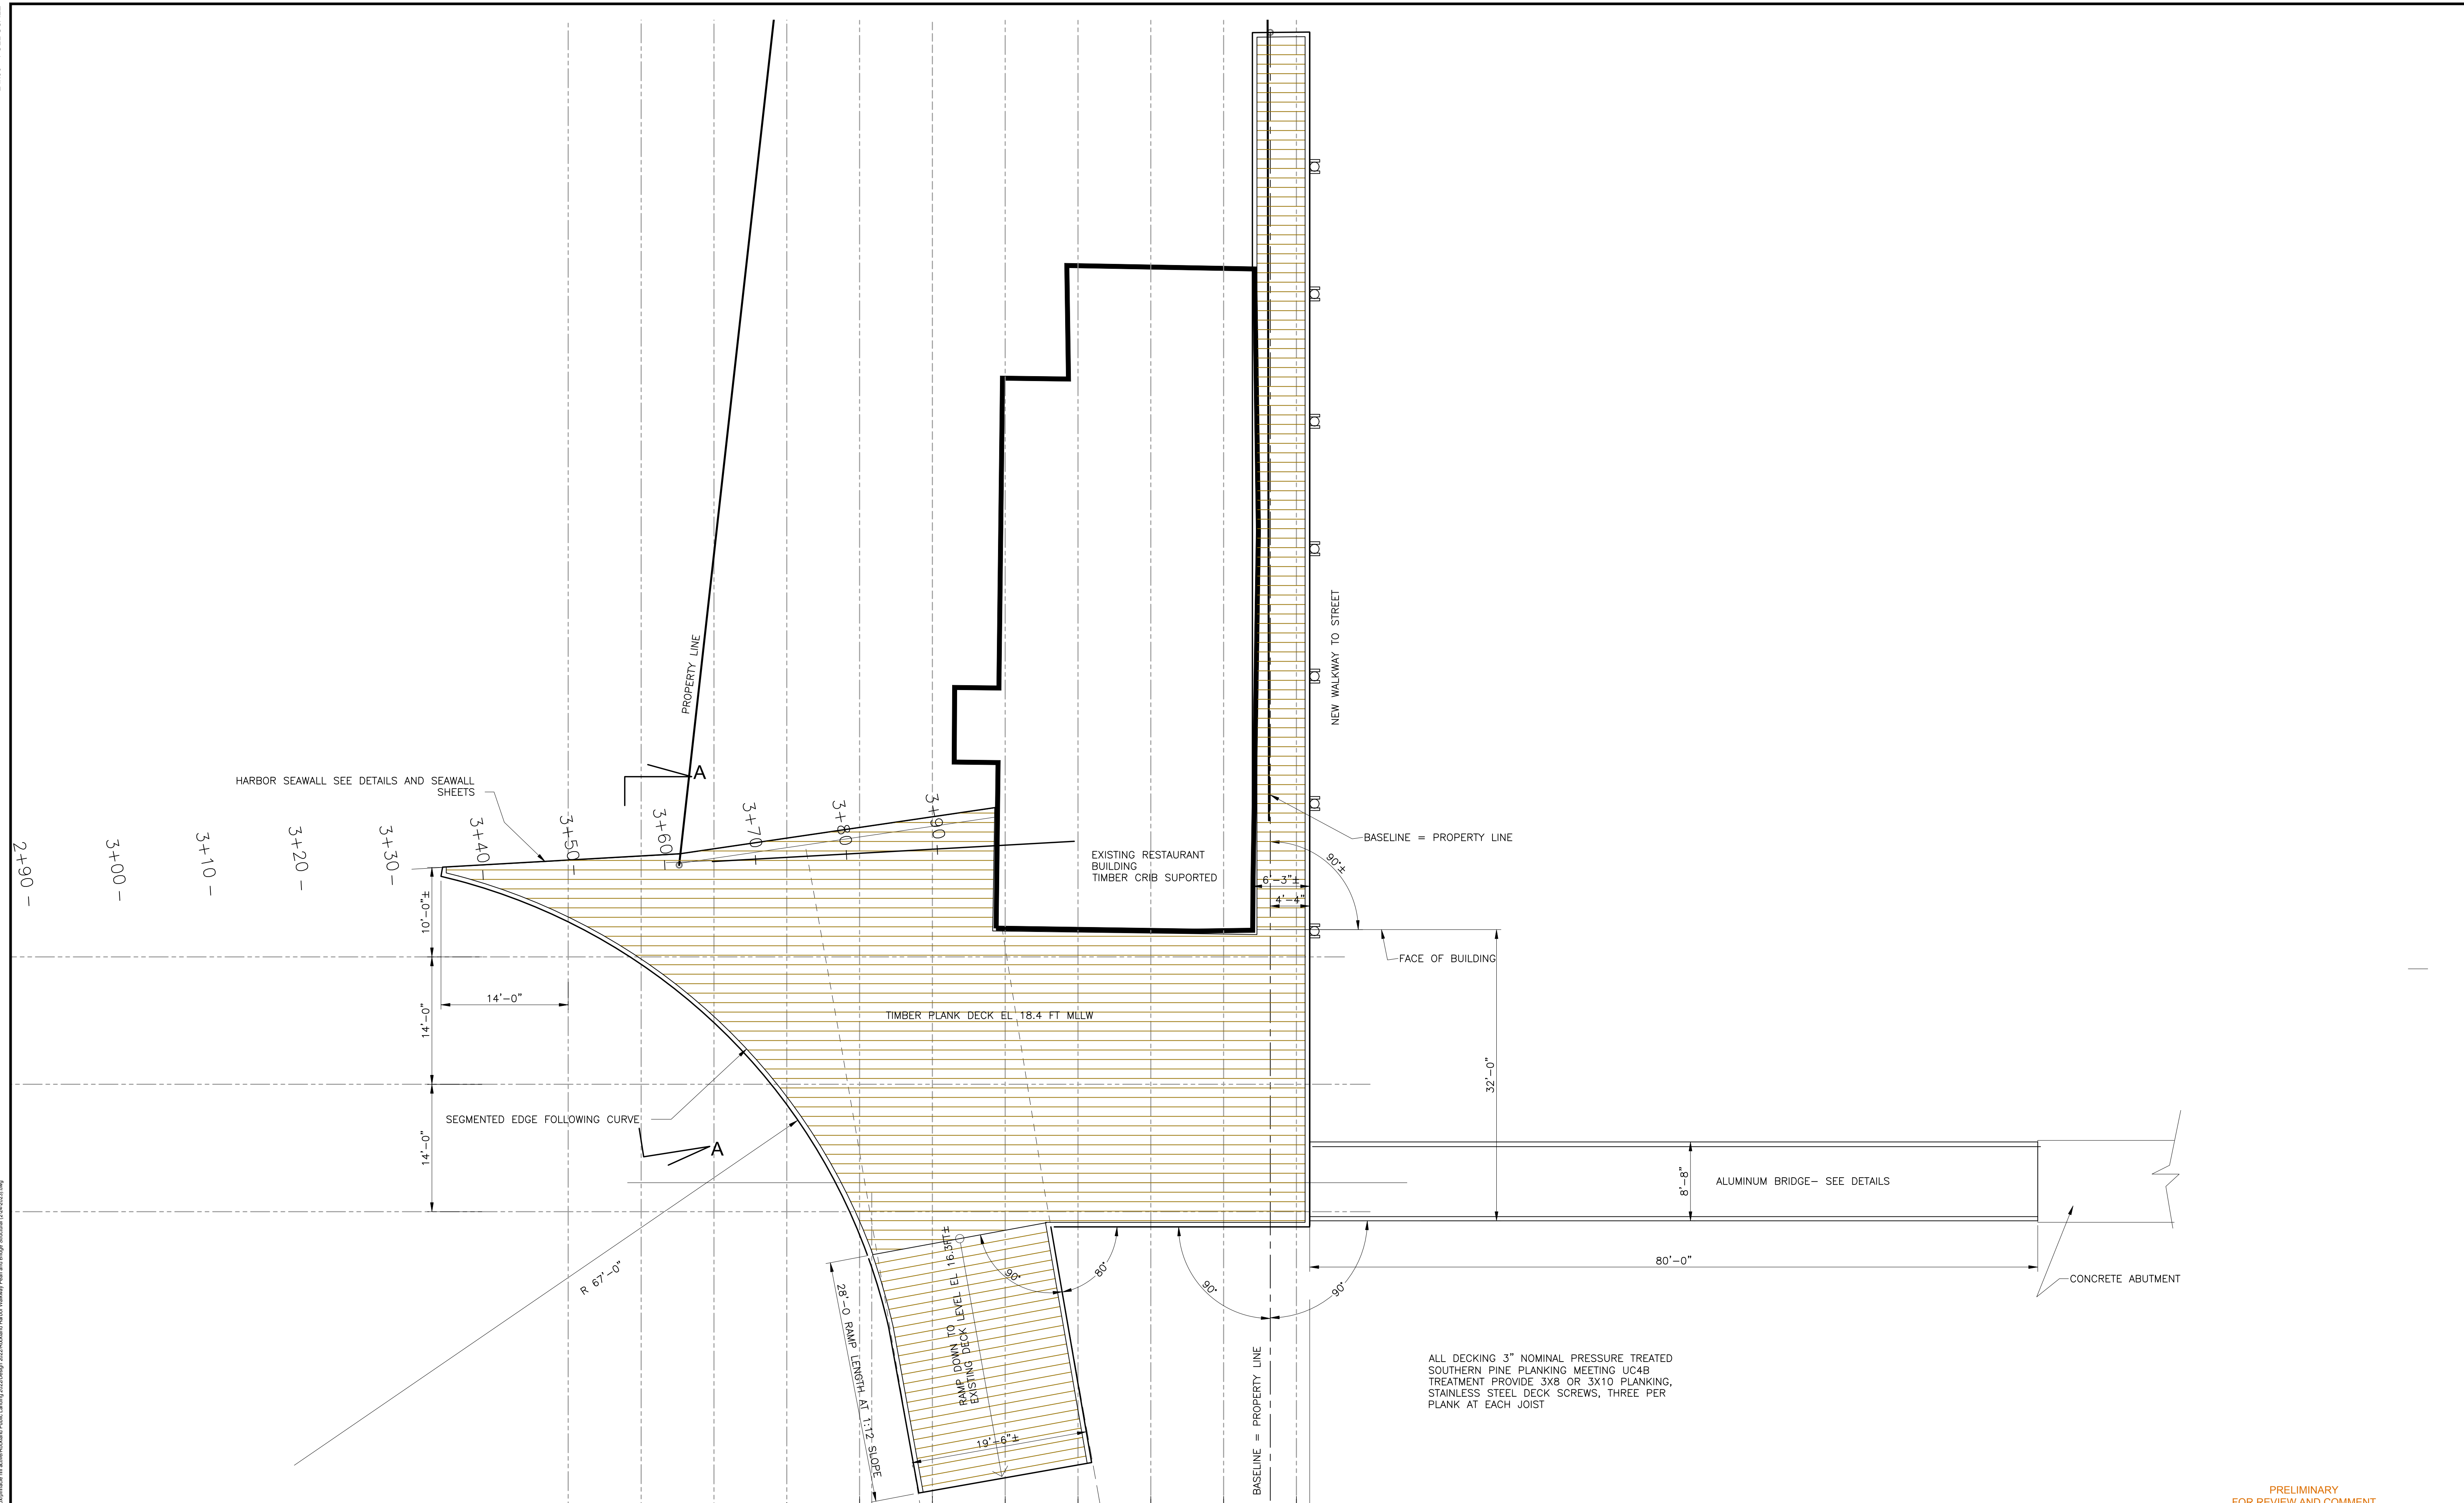 PROPERTY LINE
NEW WALKWAY TO STREET
HARBOR SEAWALL SEE DETAILS AND SEAWALL
SHEETS
A
2+90
3+00
3+10
3+20
3+30
3+40
3+50
3+60
3+70
3+80
3+90
BASELINE = PROPERTY LINE
90°±
EXISTING RESTAURANT
BUILDING
TIMBER CRIB SUPORTED
6'-3"±
4'-4"
10'-0"±
FACE OF BUILDING
14'-0"
14'-0"
TIMBER PLANK DECK EL 18.4 FT MLLW
32'-0"
SEGMENTED EDGE FOLLOWING CURVE
14'-0"
A
8'-8"
ALUMINUM BRIDGE- SEE DETAILS
80'-0"
CONCRETE ABUTMENT
R 67'-0"
28'-0 RAMP LENGTH AT 1:12 SLOPE
RAMP DOWN TO
EXISTING DECK LEVEL EL 16.3FT±
90°
80°
90°
90°
19'-6"±
BASELINE = PROPERTY LINE
ALL DECKING 3" NOMINAL PRESSURE TREATED
SOUTHERN PINE PLANKING MEETING UC4B
TREATMENT PROVIDE 3X8 OR 3X10 PLANKING,
STAINLESS STEEL DECK SCREWS, THREE PER
PLANK AT EACH JOIST
PRELIMINARY
FOR REVIEW AND COMMENT